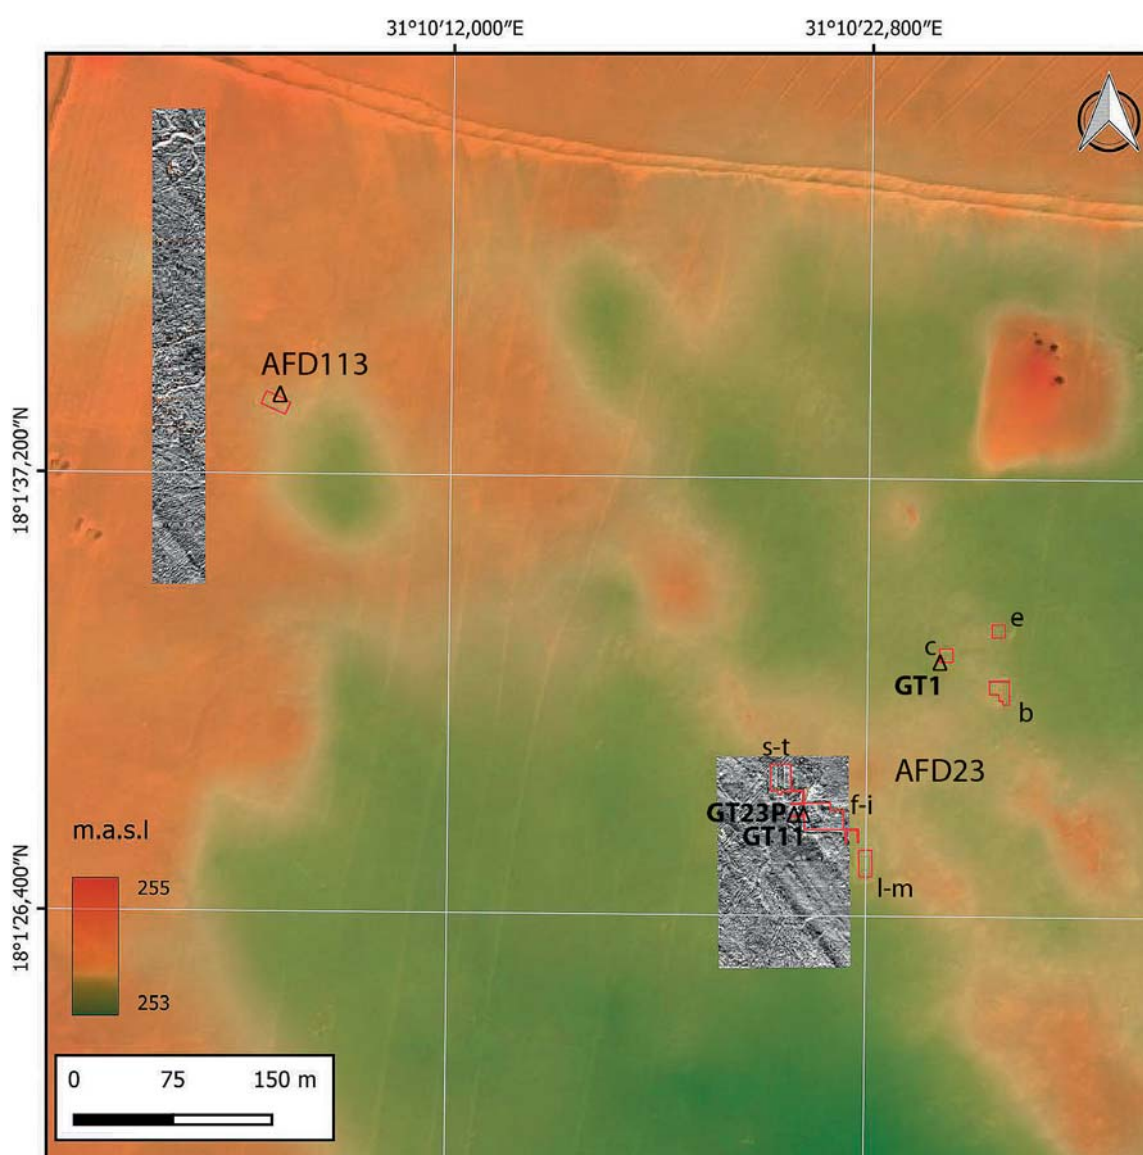 31°10′12,000″E
31°10′22,800″E
AFD113
18°1′37,200″N
e
c
GT1
b
s-t
AFD23
f-i
GT23P
GT11
m.a.s.l
l-m
255
18°1′26,400″N
253
0 75 150 m